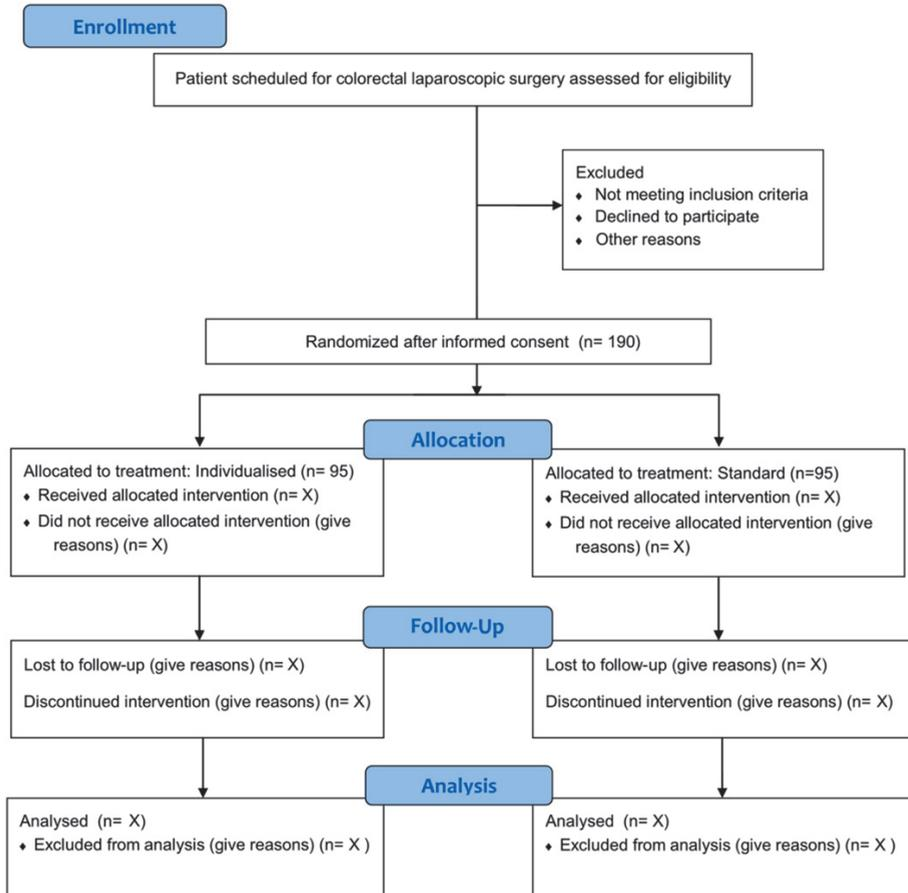 Enrollment
Patient scheduled for colorectal laparoscopic surgery assessed for eligibility
Excluded
♦ Not meeting inclusion criteria
♦ Declined to participate
♦ Other reasons
Randomized after informed consent (n= 190)
Allocation
Allocated to treatment: Individualised (n= 95)
♦ Received allocated intervention (n= X)
♦ Did not receive allocated intervention (give
reasons) (n= X)
Allocated to treatment: Standard (n=95)
♦ Received allocated intervention (n= X)
♦ Did not receive allocated intervention (give
reasons) (n= X)
Follow-Up
Lost to follow-up (give reasons) (n= X)
Discontinued intervention (give reasons) (n= X)
Lost to follow-up (give reasons) (n= X)
Discontinued intervention (give reasons) (n= X)
Analysis
Analysed (n= X)
♦ Excluded from analysis (give reasons) (n= X )
Analysed (n= X)
♦ Excluded from analysis (give reasons) (n= X )